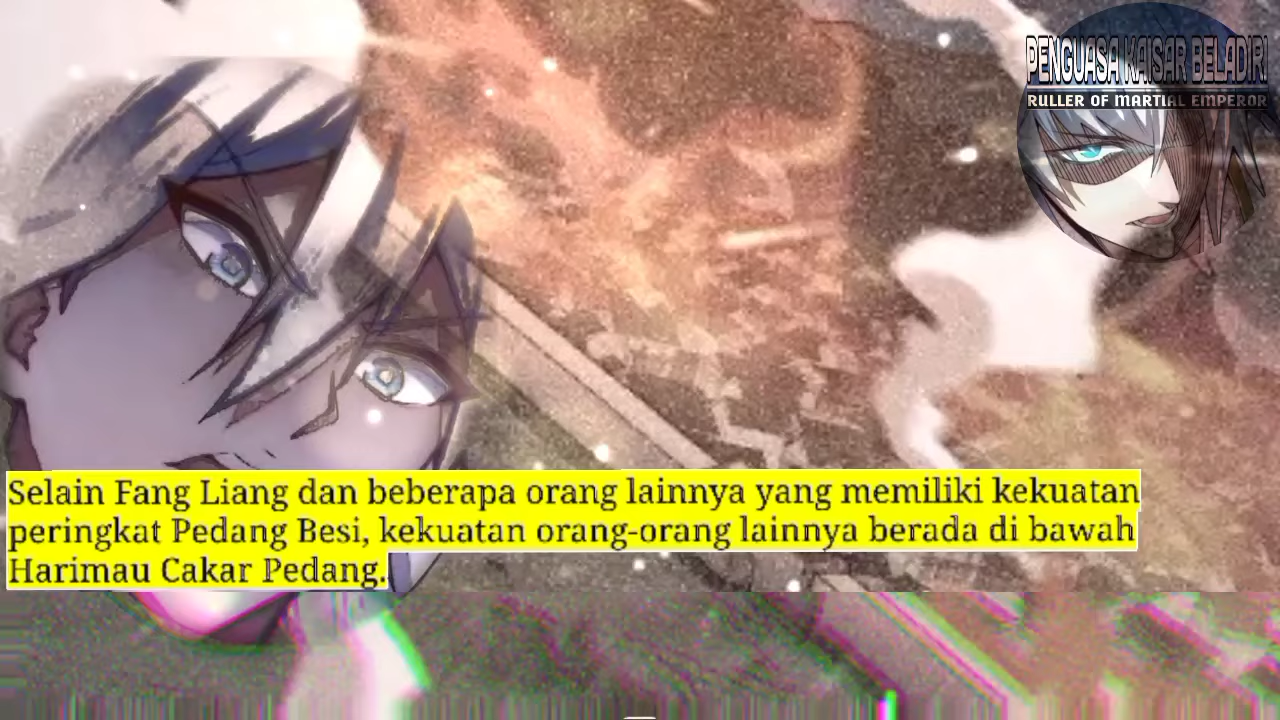 PENGUASA KAISAR BELADIRI
RULLER OF MARTIAL EMPEROR
Selain Fang Liang dan beberapa orang lainnya yang memiliki kekuatan
peringkat Pedang Besi, kekuatan orang-orang lainnya berada di bawah
Harimau Cakar Pedang.